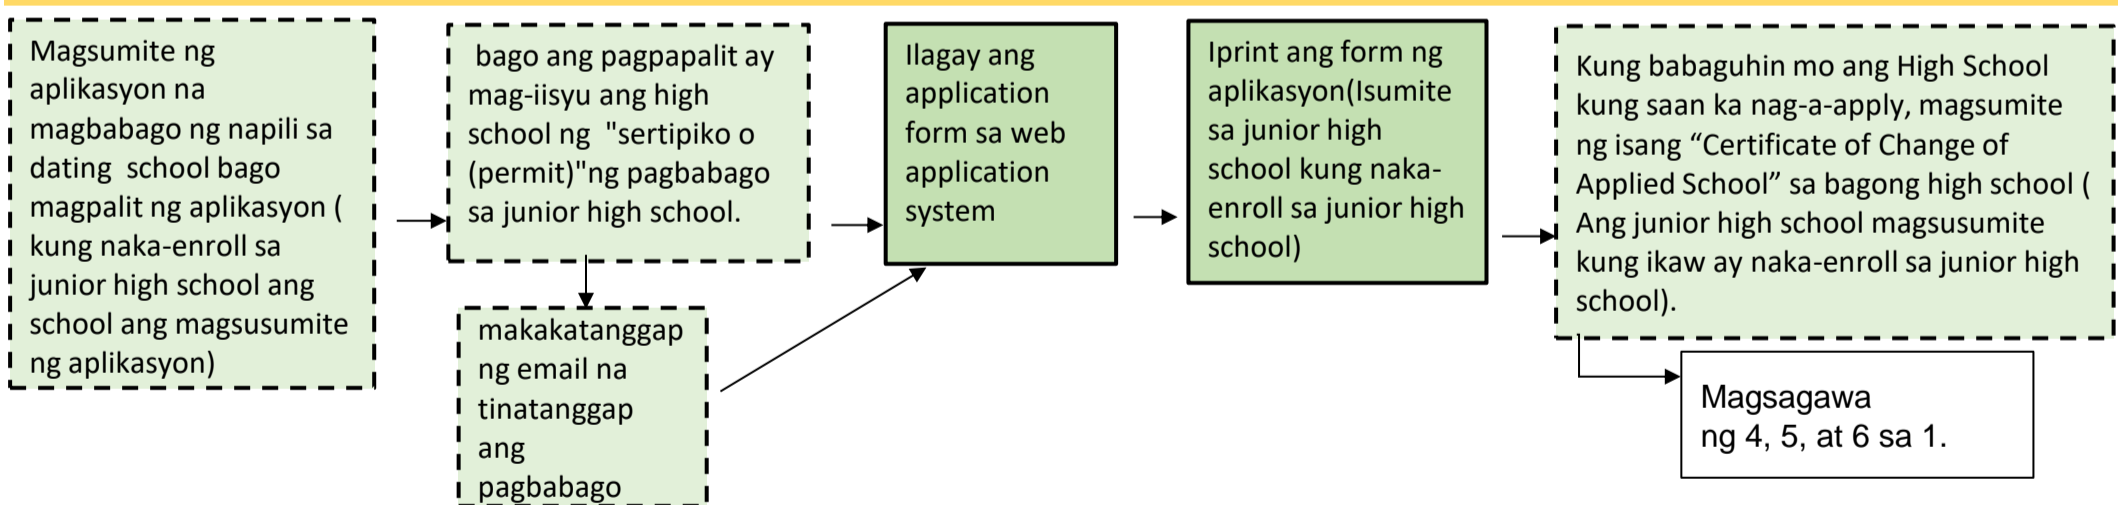 Magsumite ng
aplikasyon na
magbabago ng napili sa
dating school bago
magpalit ng aplikasyon (
kung naka-enroll sa
junior high school ang
school ang magsusumite
ng aplikasyon)
bago ang pagpapalit ay
mag-iisyu ang high
school ng "sertipiko o
(permit)"ng pagbabago
sa junior high school.
makakatanggap
ng email na
tinatanggap
ang
pagbabago
Ilagay ang
application
form sa web
application
system
Iprint ang form ng
aplikasyon(Isumite
sa junior high
school kung naka-
enroll sa junior high
school)
Kung babaguhin mo ang High School
kung saan ka nag-a-apply, magsumite
ng isang “Certificate of Change of
Applied School” sa bagong high school (
Ang junior high school magsusumite
kung ikaw ay naka-enroll sa junior high
school).
Magsagawa
ng 4, 5, at 6 sa 1.